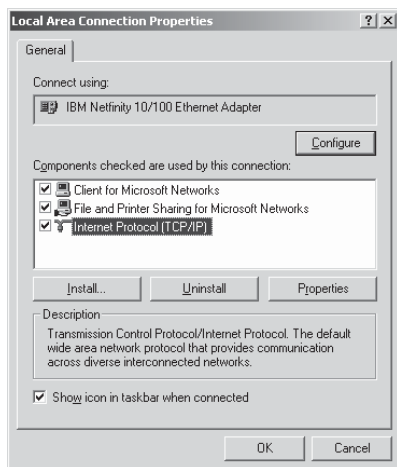 Local Area Connection Properties
? X
General
Connect using:
IBM Netfinity 10/100 Ethernet Adapter
Configure
Components checked are used by this connection:
Client for Microsoft Networks
File and Printer Sharing for Microsoft Networks
Internet Protocol (TCP/IP)
Install...
Uninstall
Properties
Description
Transmission Control Protocol/Internet Protocol. The default
wide area network protocol that provides communication
across diverse interconnected networks.
Show icon in taskbar when connected
OK
Cancel